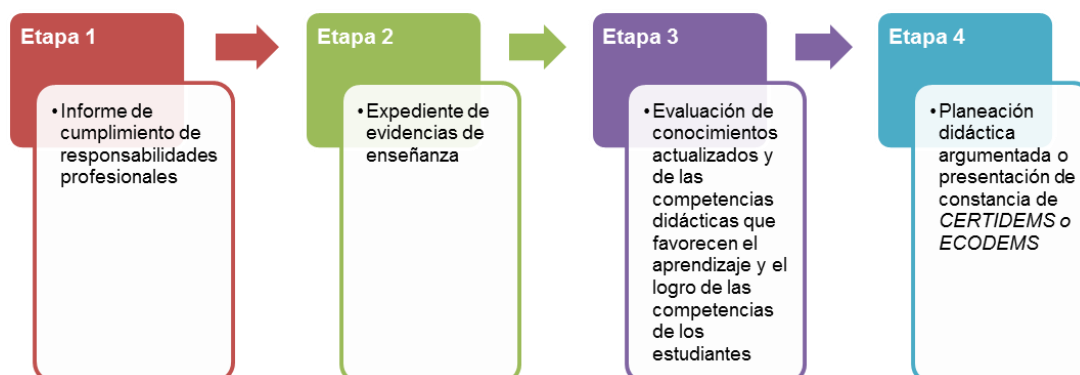 Etapa 1
• Informe de
cumplimiento de
responsabilidades
profesionales
Etapa 2
• Expediente de
evidencias de
enseñanza
Etapa 3
• Evaluación de
conocimientos
actualizados y
de las
competencias
didácticas que
favorecen el
aprendizaje y el
logro de las
competencias
de los
estudiantes
Etapa 4
• Planeación
didáctica
argumentada o
presentación de
constancia de
CERTIDEMS o
ECODEMS